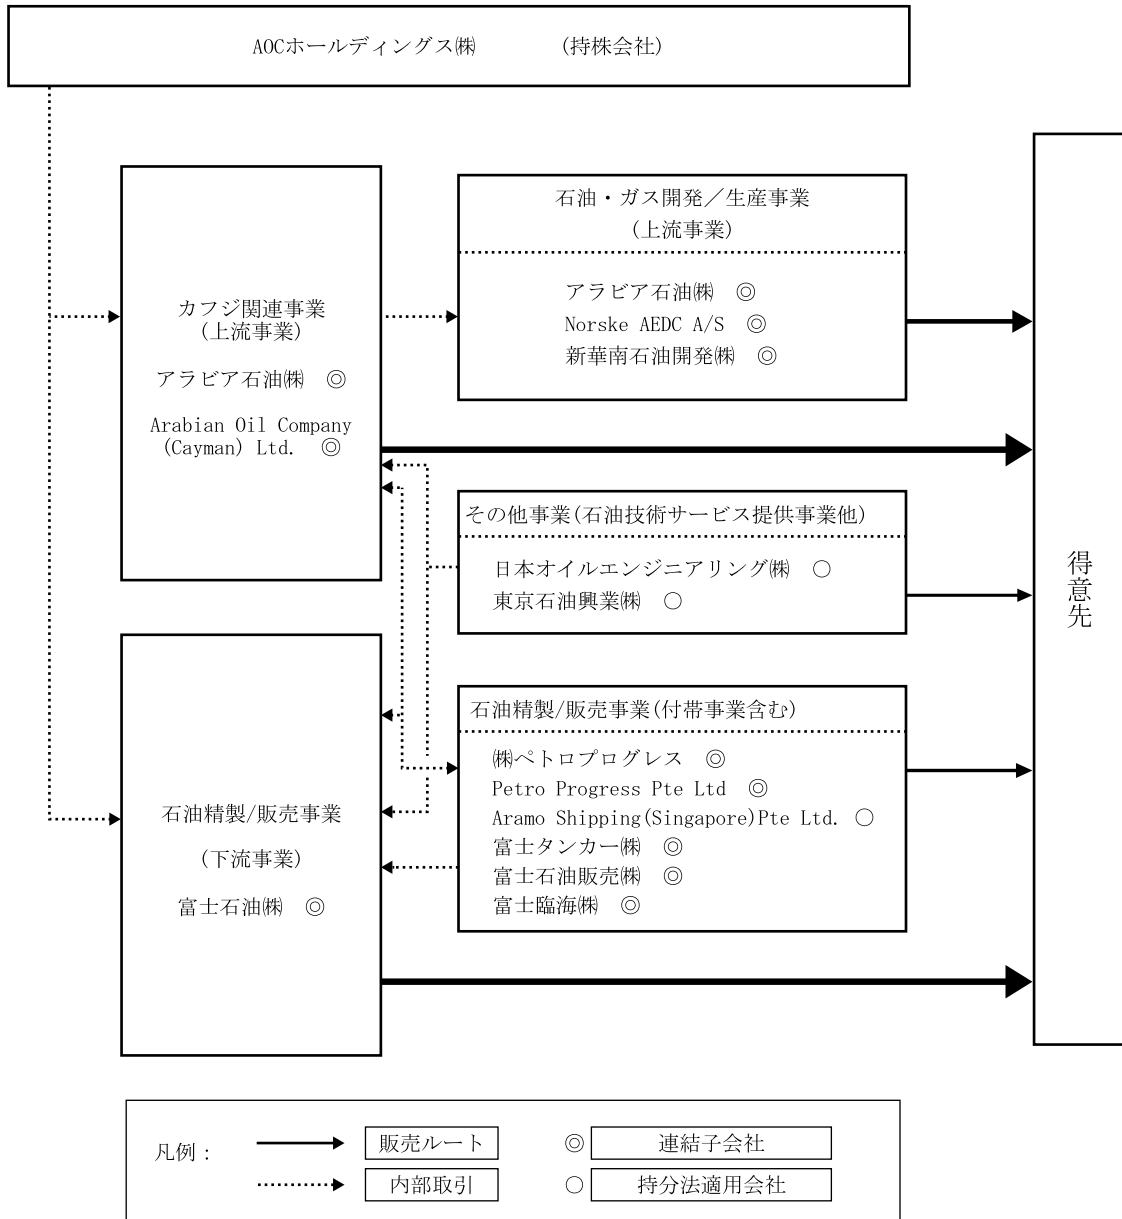 AOCホールディングス㈱　　　　(持株会社)
カフジ関連事業
(上流事業)
アラビア石油㈱　◎
Arabian Oil Company
(Cayman) Ltd.　◎
石油・ガス開発／生産事業
(上流事業)
アラビア石油㈱　◎
Norske AEDC A/S　◎
新華南石油開発㈱　◎
その他事業(石油技術サービス提供事業他)
日本オイルエンジニアリング㈱　○
東京石油興業㈱　○
石油精製/販売事業
(下流事業)
富士石油㈱　◎
石油精製/販売事業(付帯事業含む)
㈱ペトロプログレス　◎
Petro Progress Pte Ltd　◎
Aramo Shipping(Singapore)Pte Ltd. ○
富士タンカー㈱　◎
富士石油販売㈱　◎
富士臨海㈱　◎
得意先
凡例：
販売ルート
◎ 連結子会社
内部取引
○ 持分法適用会社